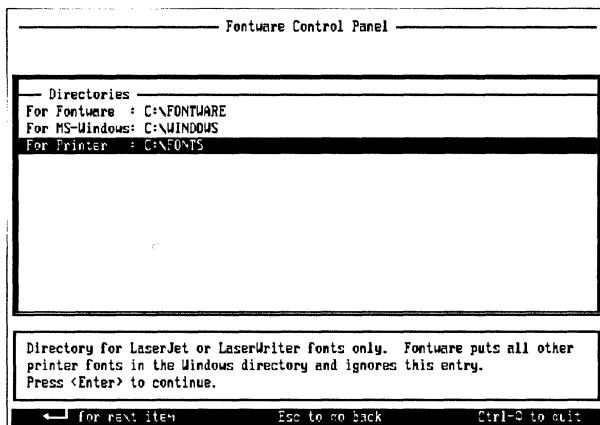 Fontware Control Panel
Directories
For Fontware : C:\FONTWARE
For MS-Windows: C:\WINDOWS
For Printer : C:\FONTS
Directory for LaserJet or LaserWriter fonts only. Fontware puts all other
printer fonts in the Windows directory and ignores this entry.
Press <Enter> to continue.
for next item Esc to go back Ctrl-Q to quit